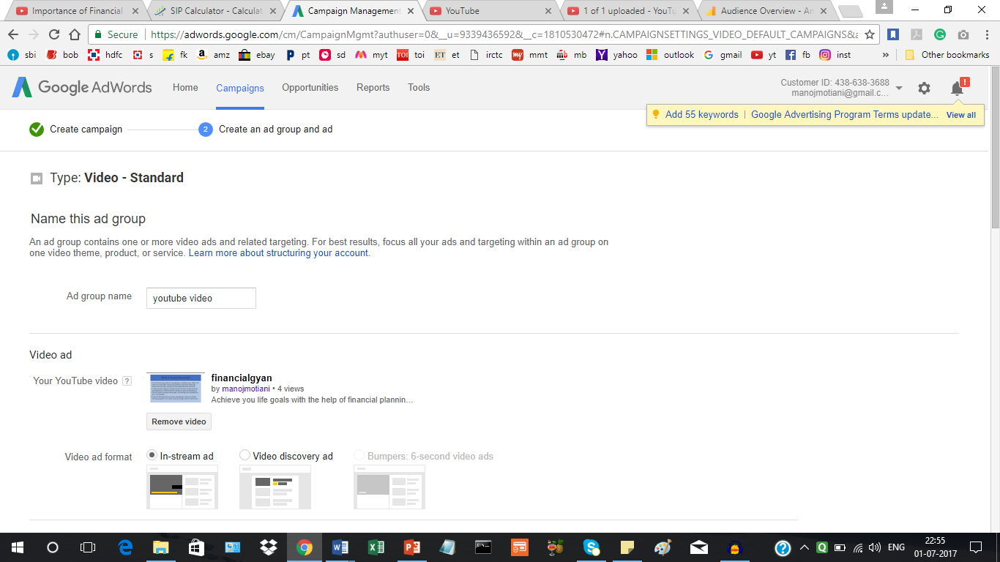 Importance of Financial
SIP Calculator - Calculat
Campaign Management
YouTube
1 of 1 uploaded - YouTu
Audience Overview - An
Secure
https://adwords.google.com/cm/CampaignMgmt?authuser=0&__u=9339436592&__c=1810530472#n.CAMPAIGNSETTINGS_VIDEO_DEFAULT_CAMPAIGNS&a
sbi bob hdfc s fk amz ebay pt sd myt toi et irctc mmt mb yahoo outlook gmail yt fb inst » Other bookmarks
Google AdWords
Home Campaigns Opportunities Reports Tools
Customer ID: 438-638-3688
manojmotiani@gmail.c...
Add 55 keywords | Google Advertising Program Terms update... View all
Create campaign
2 Create an ad group and ad
Type: Video - Standard
Name this ad group
An ad group contains one or more video ads and related targeting. For best results, focus all your ads and targeting within an ad group on
one video theme, product, or service. Learn more about structuring your account.
Ad group name youtube video
Video ad
Your YouTube video ?
financialgyan
by manojmotiani • 4 views
Achieve you life goals with the help of financial plannin…
Remove video
Video ad format In-stream ad Video discovery ad Bumpers: 6-second video ads
ENG
22:55
01-07-2017